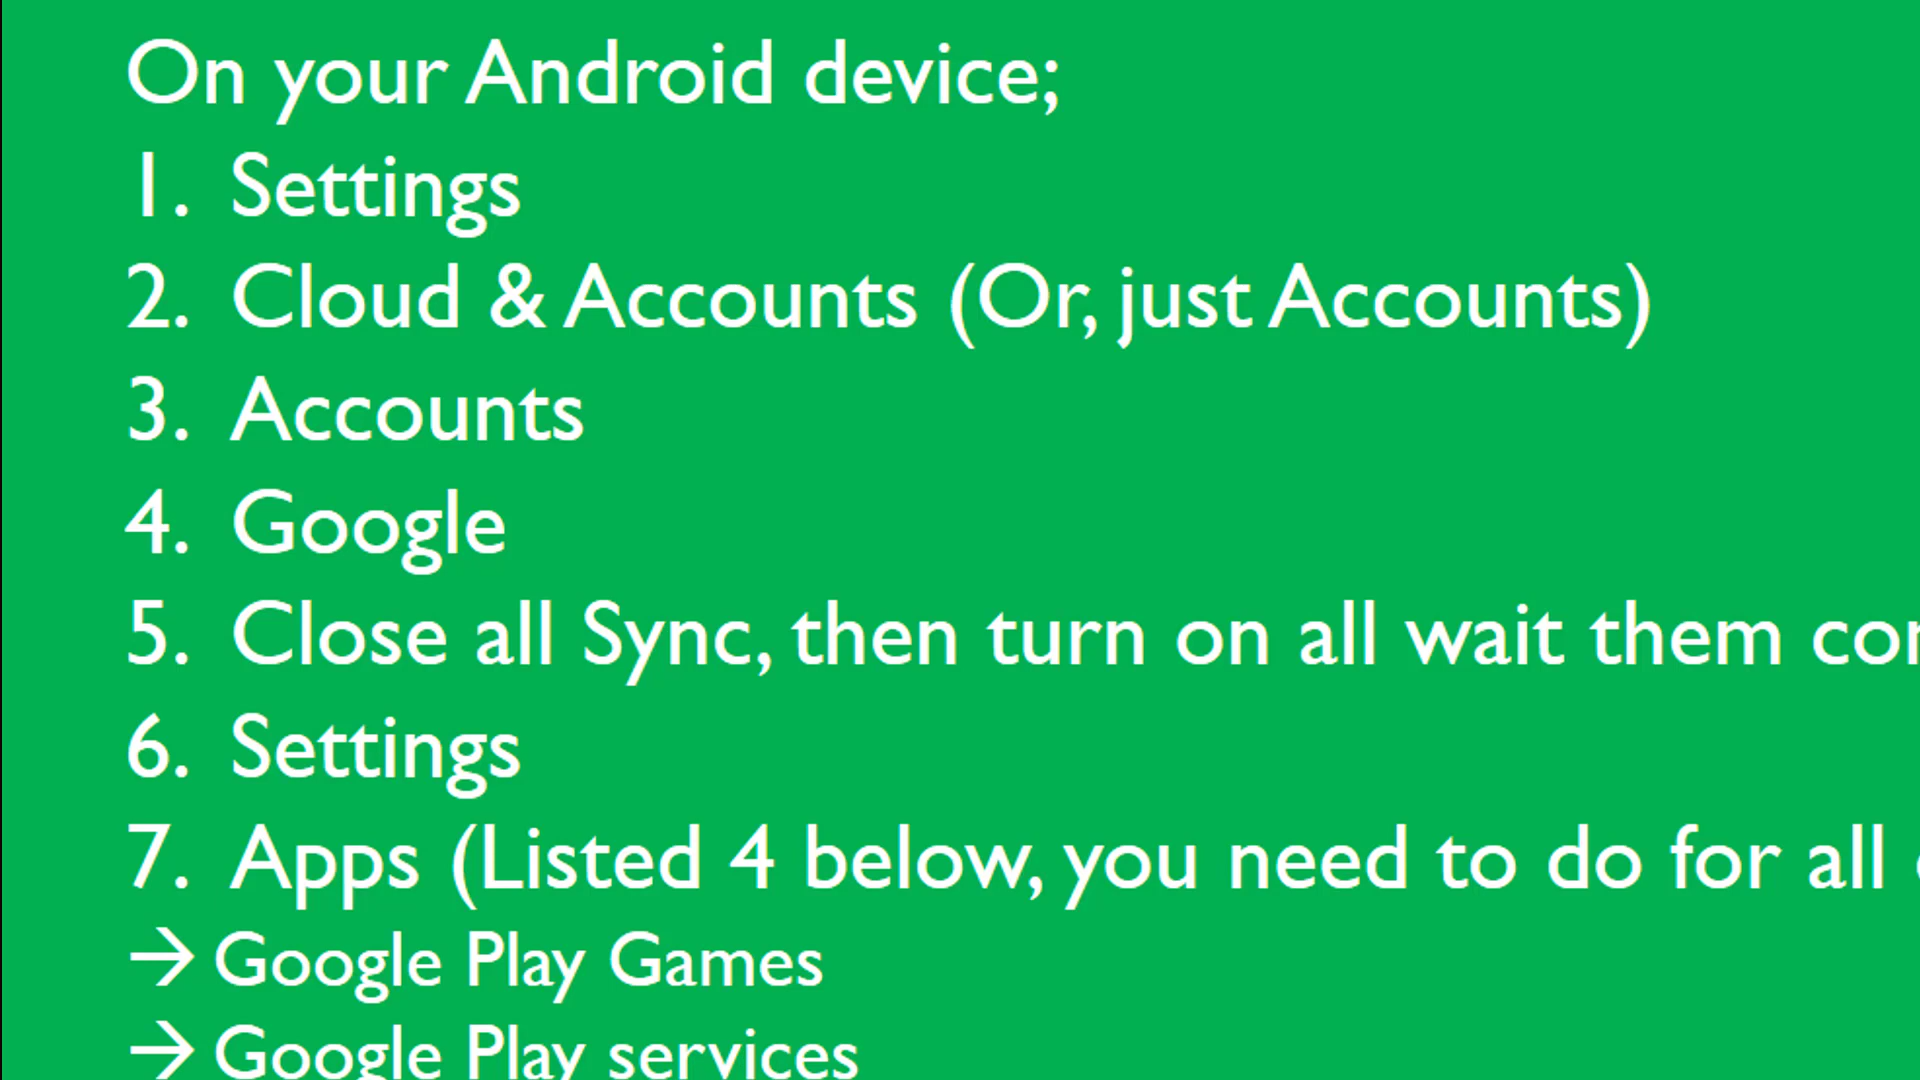 On your Android device;
1. Settings
2. Cloud & Accounts (Or, just Accounts)
3. Accounts
4. Google
5. Close all Sync, then turn on all wait them
6. Settings
7. Apps (Listed 4 below, you need to do for all
→ Google Play Games
→ Google Play services